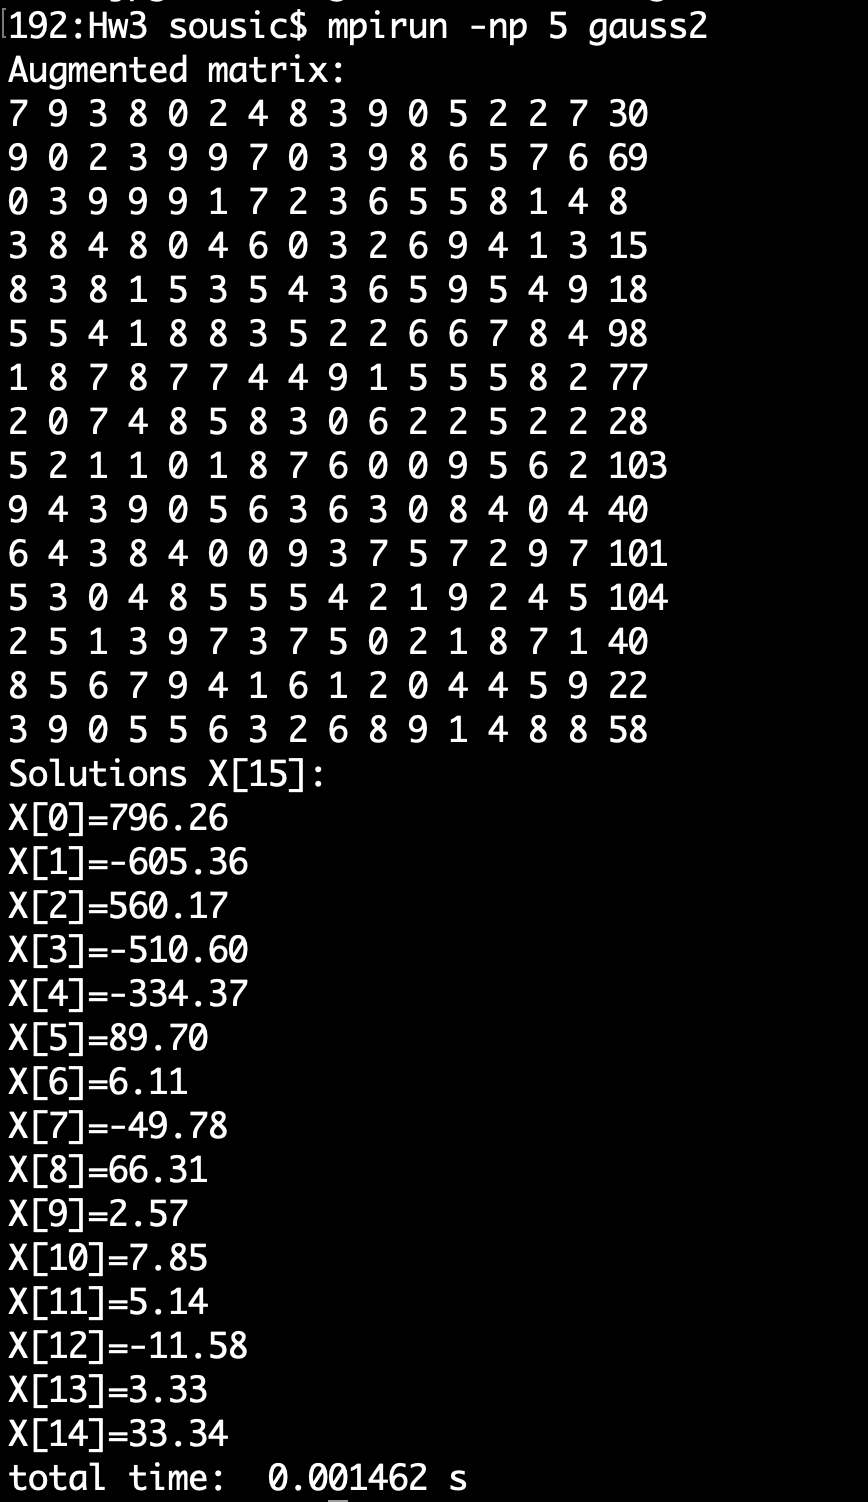 192:Hw3 sousic$ mpirun -np 5 gauss2
Augmented matrix:
7 9 3 8 0 2 4 8 3 9 0 5 2 2 7 30
9 0 2 3 9 9 7 0 3 9 8 6 5 7 6 69
0 3 9 9 9 1 7 2 3 6 5 5 8 1 4 8
3 8 4 8 0 4 6 0 3 2 6 9 4 1 3 15
8 3 8 1 5 3 5 4 3 6 5 9 5 4 9 18
5 5 4 1 8 8 3 5 2 2 6 6 7 8 4 98
1 8 7 8 7 7 4 4 9 1 5 5 5 8 2 77
2 0 7 4 8 5 8 3 0 6 2 2 5 2 2 28
5 2 1 1 0 1 8 7 6 0 0 9 5 6 2 103
9 4 3 9 0 5 6 3 6 3 0 8 4 0 4 40
6 4 3 8 4 0 0 9 3 7 5 7 2 9 7 101
5 3 0 4 8 5 5 5 4 2 1 9 2 4 5 104
2 5 1 3 9 7 3 7 5 0 2 1 8 7 1 40
8 5 6 7 9 4 1 6 1 2 0 4 4 5 9 22
3 9 0 5 5 6 3 2 6 8 9 1 4 8 8 58
Solutions X[15]:
X[0]=796.26
X[1]=-605.36
X[2]=560.17
X[3]=-510.60
X[4]=-334.37
X[5]=89.70
X[6]=6.11
X[7]=-49.78
X[8]=66.31
X[9]=2.57
X[10]=7.85
X[11]=5.14
X[12]=-11.58
X[13]=3.33
X[14]=33.34
total time:  0.001462 s